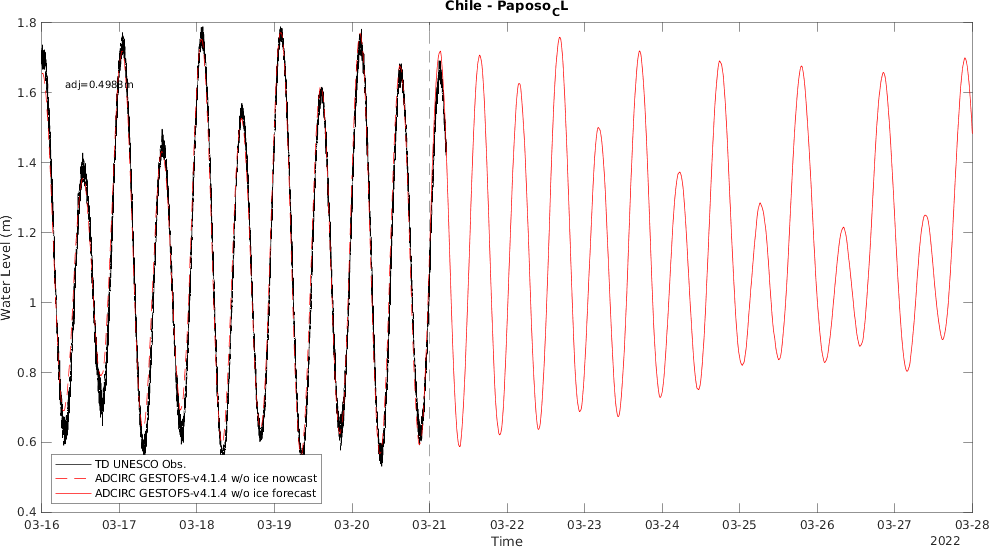 Chile - Paposo_CL
1.8
1.6
1.4
1.2
1
0.8
0.6
0.4
Water Level (m)
adj=0.4983m
TD UNESCO Obs.
ADCIRC GESTOFS-v4.1.4 w/o ice nowcast
ADCIRC GESTOFS-v4.1.4 w/o ice forecast
03-16 03-17 03-18 03-19 03-20 03-21 03-22 03-23 03-24 03-25 03-26 03-27 03-28
Time
2022